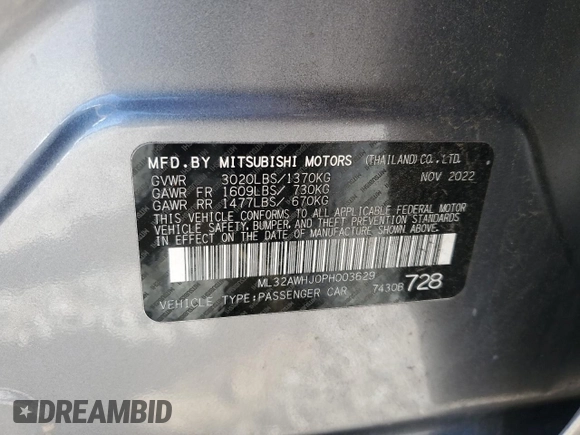 MFD.BY MITSUBISHI MOTORS (THAILAND) CO.,LTD.
GVWR 3020LBS/1370KG NOV 2022
GAWR FR 1609LBS/ 730KG
GAWR RR 1477LBS/ 670KG
THIS VEHICLE CONFORMS TO ALL APPLICABLE FEDERAL MOTOR
VEHICLE SAFETY, BUMPER, AND THEFT PREVENTION STANDARDS
IN EFFECT ON THE DATE OF MANUFACTURE SHOWN ABOVE.
ML32AWHJ0PH003629
VEHICLE TYPE:PASSENGER CAR 7430B 728
DREAMBID